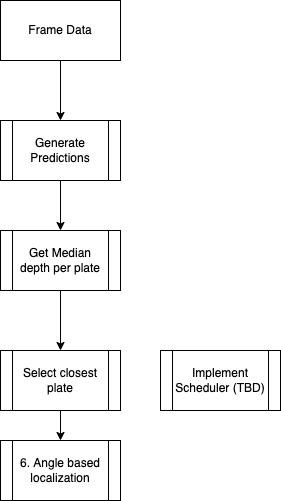 Frame Data
Generate
Predictions
Get Median
depth per plate
Select closest
plate
Implement
Scheduler (TBD)
6. Angle based
localization